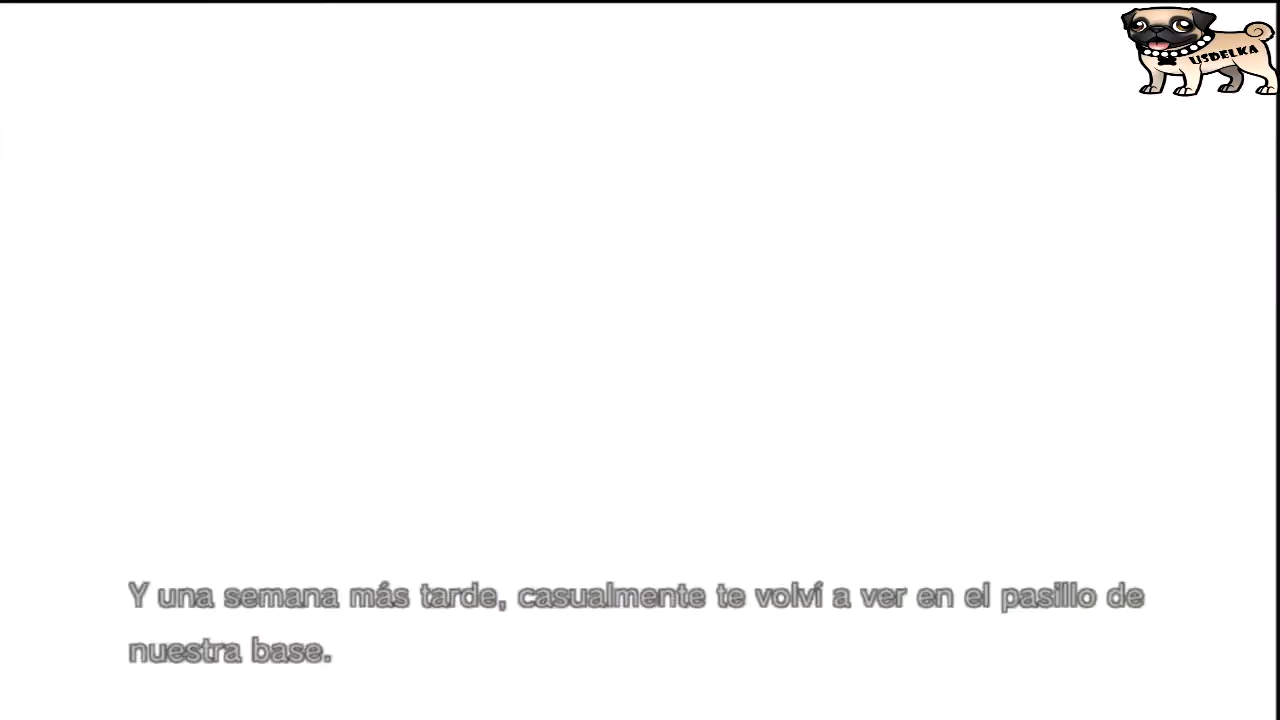 USDELKA
Y una semana más tarde, casualmente te volví a ver en el pasillo de
nuestra base.